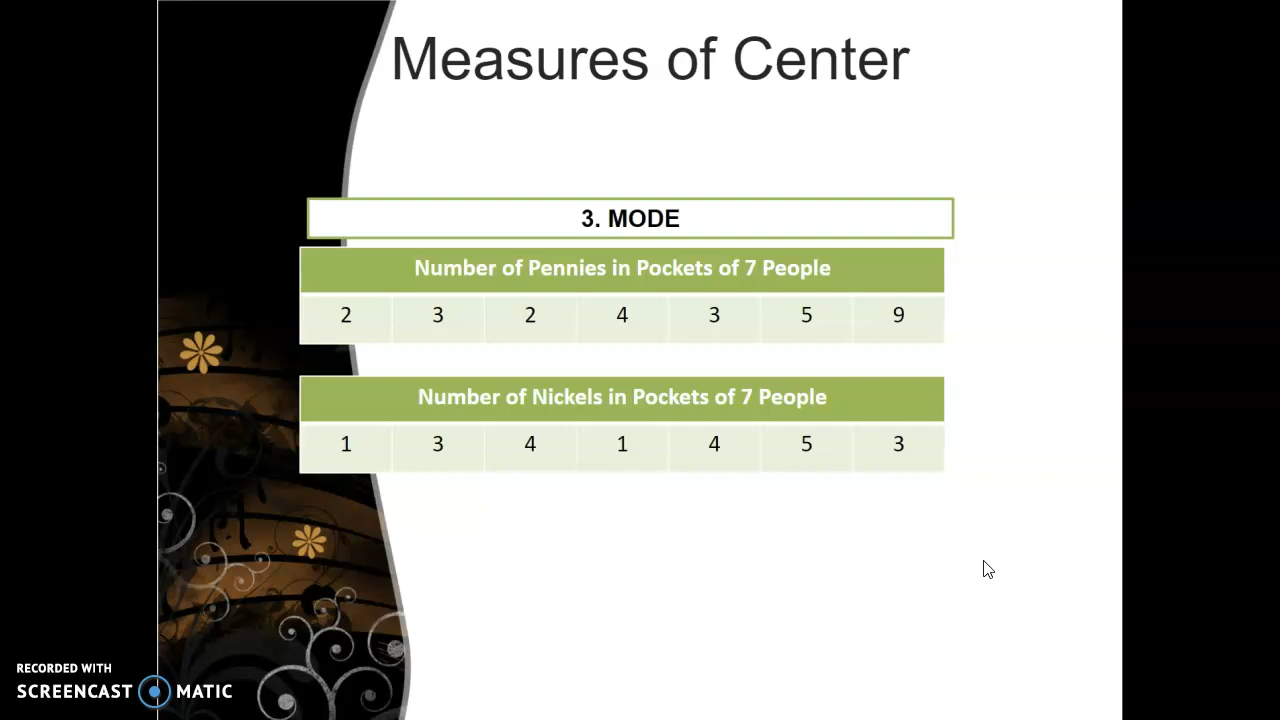 Measures of Center
3. MODE
Number of Pennies in Pockets of 7 People
2 3 2 4 3 5 9
Number of Nickels in Pockets of 7 People
1 3 4 1 4 5 3
RECORDED WITH
SCREENCAST MATIC